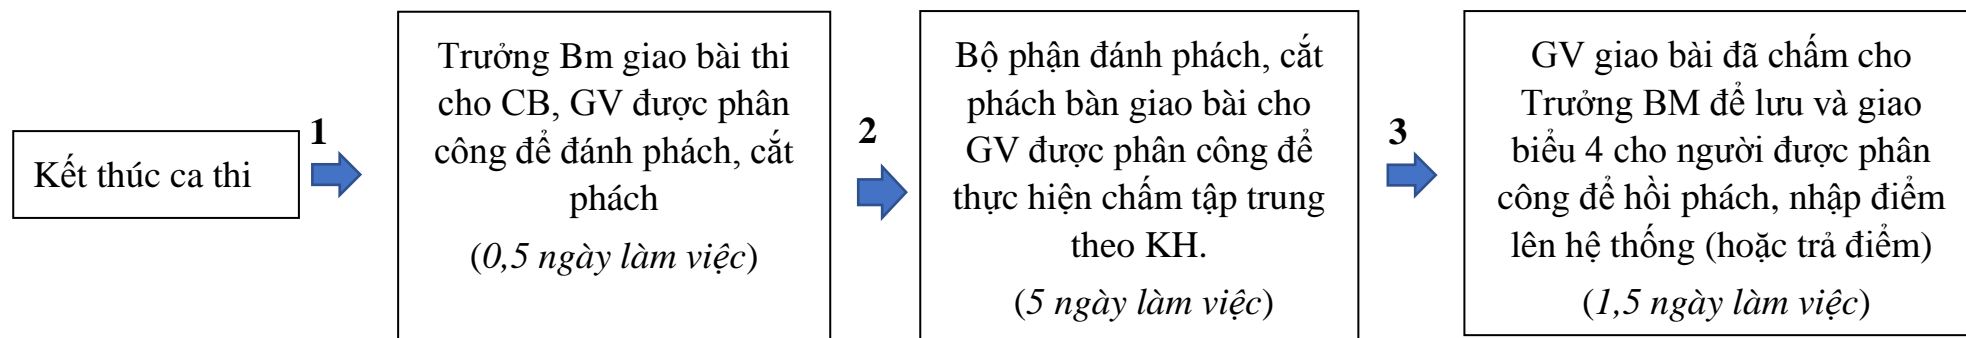 Kết thúc ca thi
1
Trưởng Bm giao bài thi
cho CB, GV được phân
công để đánh phách, cắt
phách
(0,5 ngày làm việc)
2
Bộ phận đánh phách, cắt
phách bàn giao bài cho
GV được phân công để
thực hiện chấm tập trung
theo KH.
(5 ngày làm việc)
3
GV giao bài đã chấm cho
Trưởng BM để lưu và giao
biểu 4 cho người được phân
công để hồi phách, nhập điểm
lên hệ thống (hoặc trả điểm)
(1,5 ngày làm việc)